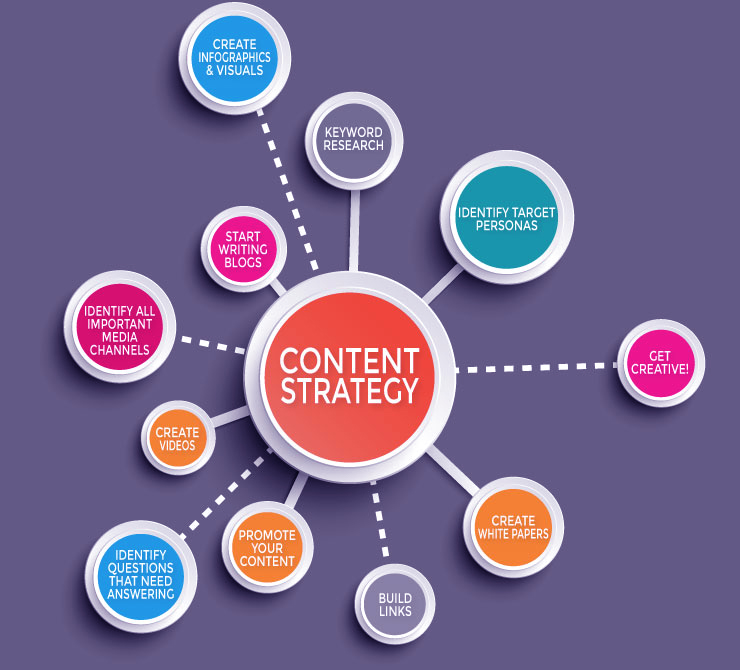 CREATE
INFOGRAPHICS
& VISUALS
KEYWORD
RESEARCH
IDENTIFY TARGET
PERSONAS
START
WRITING
BLOGS
IDENTIFY ALL
IMPORTANT
MEDIA
CHANNELS
CONTENT
STRATEGY
GET
CREATIVE!
CREATE
VIDEOS
PROMOTE
YOUR
CONTENT
CREATE
WHITE PAPERS
IDENTIFY
QUESTIONS
THAT NEED
ANSWERING
BUILD
LINKS